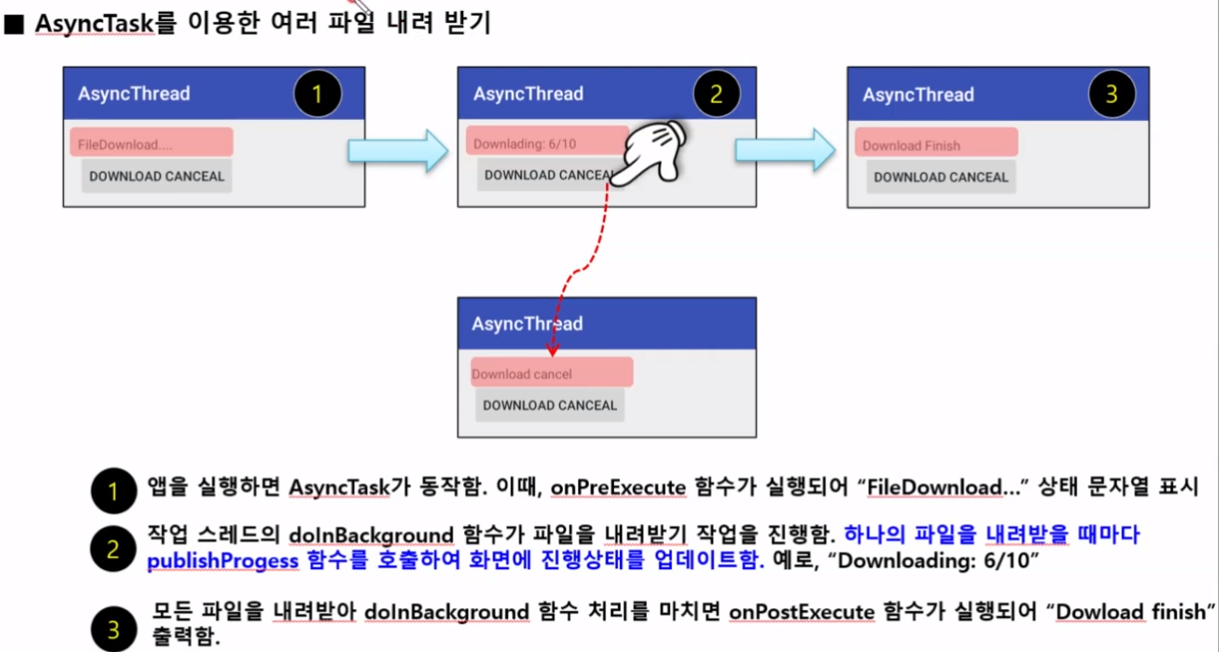 ■ AsyncTask를 이용한 여러 파일 내려 받기
AsyncThread
1
FileDownload....
DOWNLOAD CANCEAL
AsyncThread
2
Downlading: 6/10
DOWNLOAD CANCEAL
AsyncThread
3
Download Finish
DOWNLOAD CANCEAL
AsyncThread
Download cancel
DOWNLOAD CANCEAL
1 앱을 실행하면 AsyncTask가 동작함. 이때, onPreExecute 함수가 실행되어 “FileDownload...” 상태 문자열 표시
2 작업 스레드의 doInBackground 함수가 파일을 내려받기 작업을 진행함. 하나의 파일을 내려받을 때마다
publishProgess 함수를 호출하여 화면에 진행상태를 업데이트함. 예로, “Downloading: 6/10”
3 모든 파일을 내려받아 doInBackground 함수 처리를 마치면 onPostExecute 함수가 실행되어 “Dowload finish”
출력함.